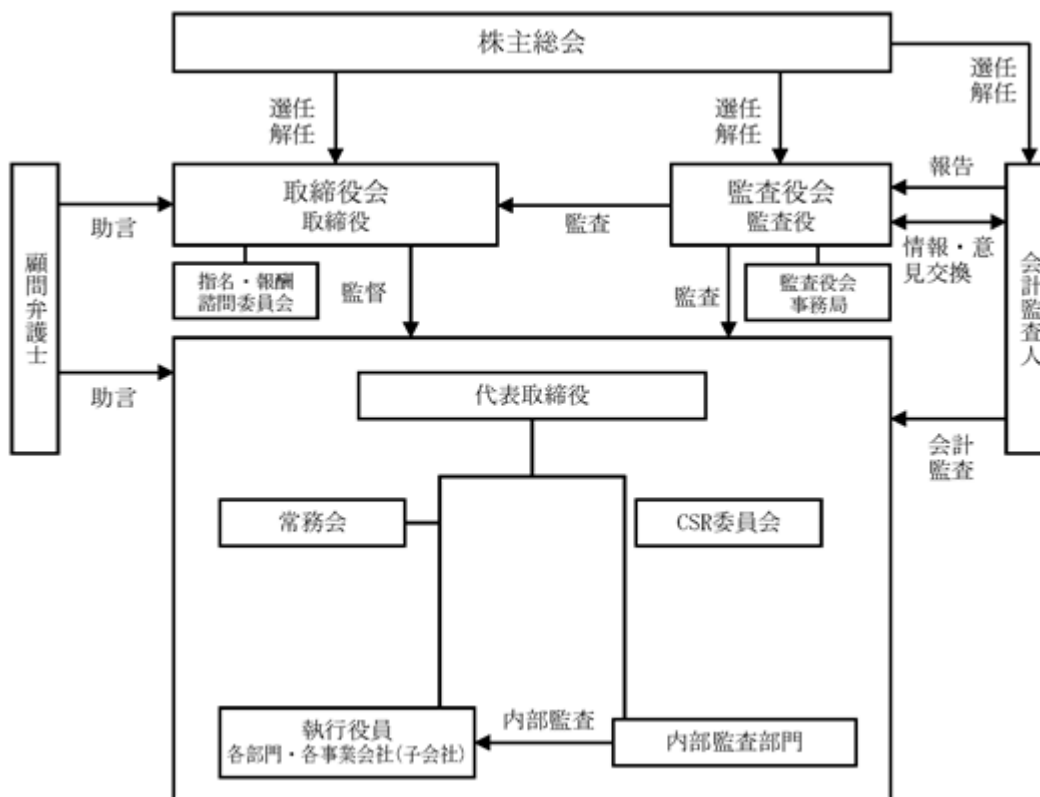 株主総会
選任
解任
選任
解任
選任
解任
取締役会
取締役
監査役会
監査役
報告
助言
監査
情報・意
見交換
顧問弁護士
会計監査人
指名・報酬
諮問委員会
監督
監査
監査役会
事務局
助言
代表取締役
会計
監査
常務会
CSR委員会
執行役員
各部門・各事業会社(子会社)
内部監査
内部監査部門